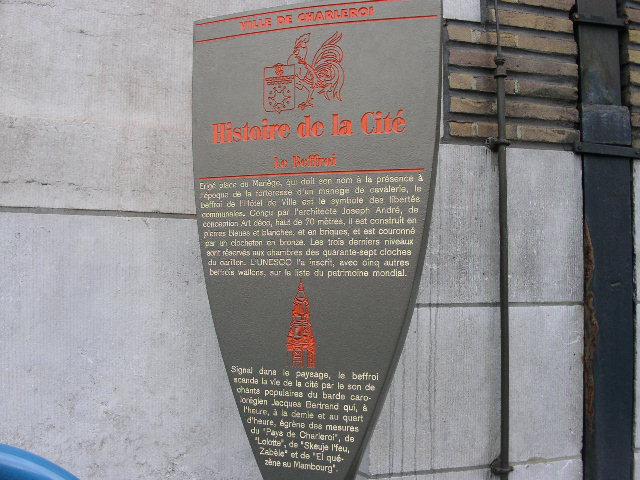 VILLE DE CHARLEROI
Histoire de la Cité
Le Beffroi
Erigé place du Manège, qui doit son nom à la présence à
l'époque de la forteresse d'un manège de cavalerie, le
beffroi de l'Hôtel de Ville est le symbole des libertés
communales. Conçu par l'architecte Joseph André, de
conception Art déco, haut de 70 mètres, il est construit en
pierres bleues et blanches, et en briques, et est couronné
par un clocheton en bronze. Les trois derniers niveaux
sont réservés aux chambres des quarante-sept cloches
du carillon. L'UNESCO l'a inscrit, avec cinq autres
beffrois wallons, sur la liste du patrimoine mondial.
Signal dans le paysage, le beffroi
scande la vie de la cité par le son de
chants populaires du barde caro-
lorégien Jacques Bertrand qui, à
l'heure, à la demie et au quart
d'heure, égrène des mesures
du "Pays de Charleroi", de
"Lolotte", de "Skeuje l'feu,
Zabèle" et de "El qué-
zène au Mambourg".